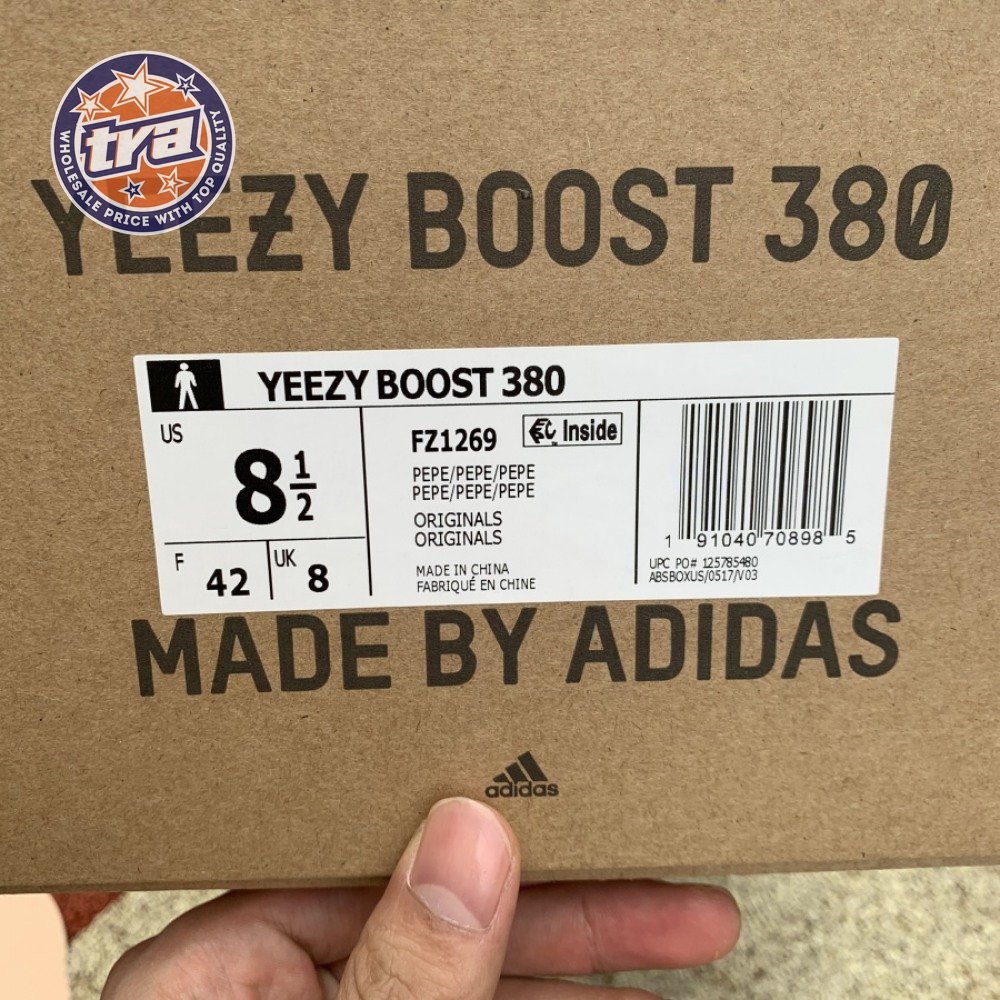 tra
WHOLESALE PRICE WITH TOP QUALITY
YEEZY BOOST 380
YEEZY BOOST 380
US
8 1/2
F
42
UK
8
FZ1269
Inside
PEPE/PEPE/PEPE
PEPE/PEPE/PEPE
ORIGINALS
ORIGINALS
MADE IN CHINA
FABRIQUÉ EN CHINE
1 91040 70898 5
UPC PO# 125785480
ABSBOXUS/0517/V03
MADE BY ADIDAS
adidas